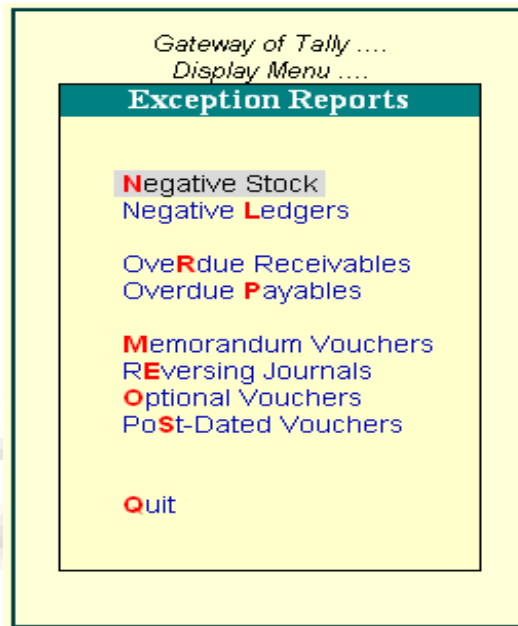 Gateway of Tally ....
Display Menu ....
Exception Reports
Negative Stock
Negative Ledgers
OveRdue Receivables
Overdue Payables
Memorandum Vouchers
REversing Journals
Optional Vouchers
PoSt-Dated Vouchers
Quit